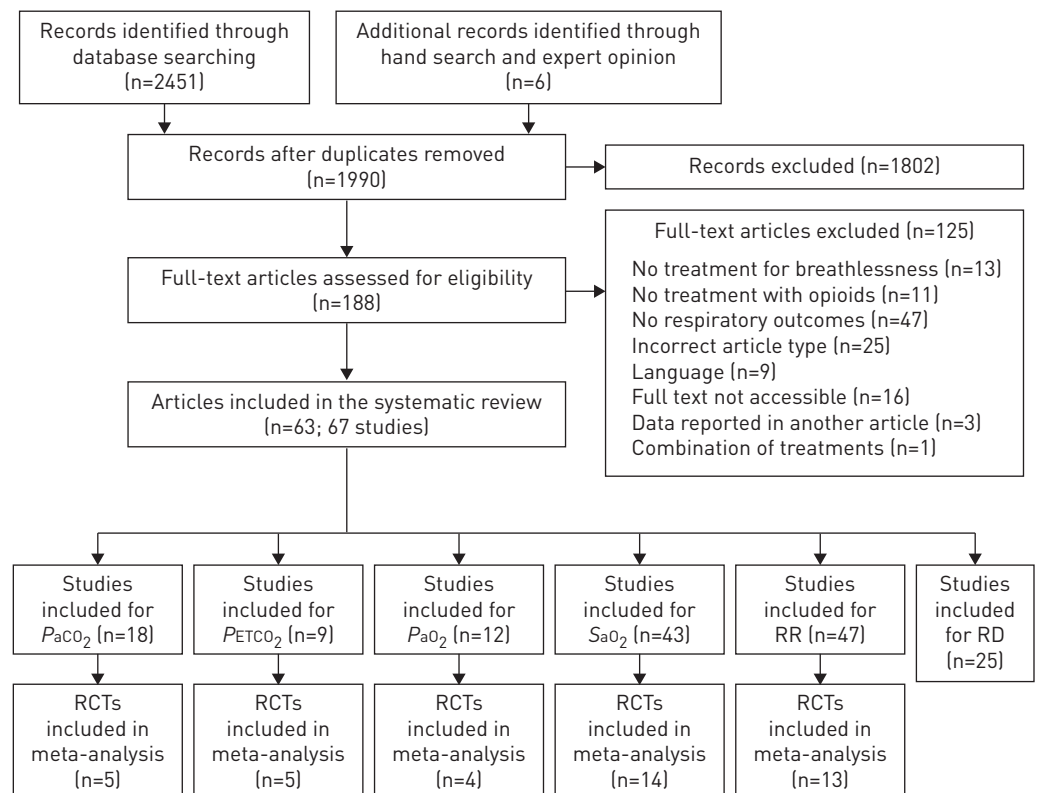 Records identified through
database searching
(n=2451)
Additional records identified through
hand search and expert opinion
(n=6)
Records after duplicates removed
(n=1990)
Records excluded (n=1802)
Full-text articles assessed for eligibility
(n=188)
Full-text articles excluded (n=125)
No treatment for breathlessness (n=13)
No treatment with opioids (n=11)
No respiratory outcomes (n=47)
Incorrect article type (n=25)
Language (n=9)
Full text not accessible (n=16)
Data reported in another article (n=3)
Combination of treatments (n=1)
Articles included in the systematic review
(n=63; 67 studies)
Studies
included for
PaCO2 (n=18)
Studies
included for
PETCO2 (n=9)
Studies
included for
PaO2 (n=12)
Studies
included for
SaO2 (n=43)
Studies
included for
RR (n=47)
Studies
included
for RD
(n=25)
RCTs
included in
meta-analysis
(n=5)
RCTs
included in
meta-analysis
(n=5)
RCTs
included in
meta-analysis
(n=4)
RCTs
included in
meta-analysis
(n=14)
RCTs
included in
meta-analysis
(n=13)